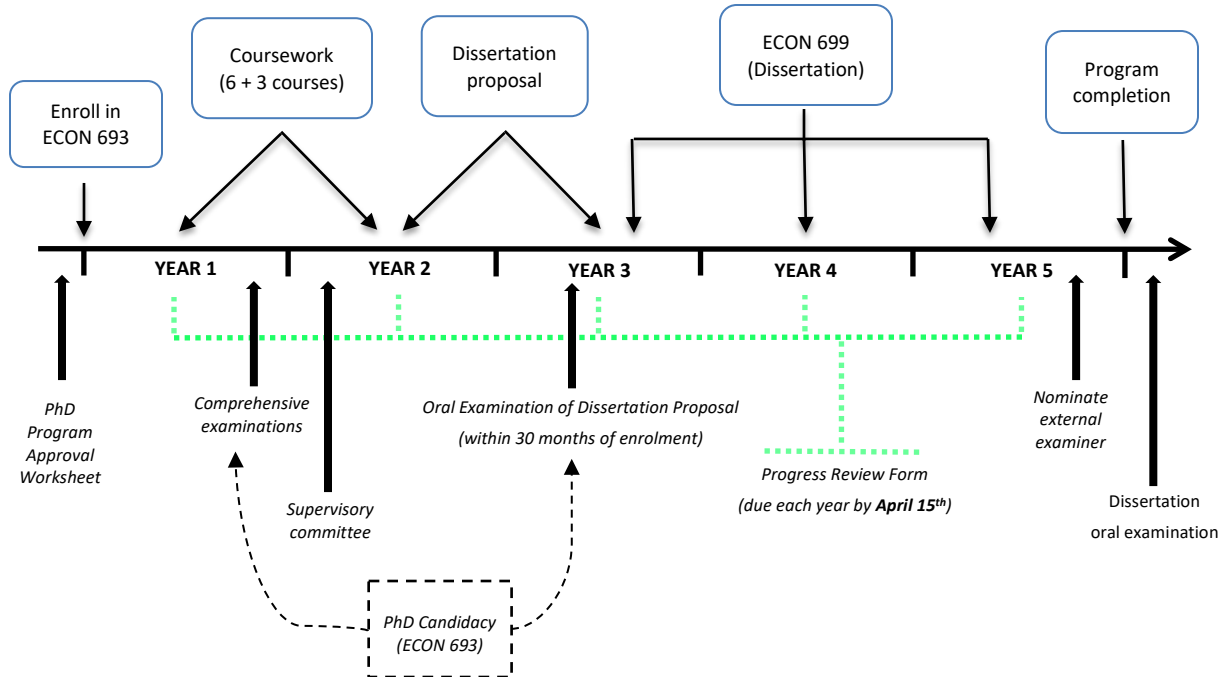 Enroll in
ECON 693
Coursework
(6 + 3 courses)
Dissertation
proposal
ECON 699
(Dissertation)
Program
completion
YEAR 1
YEAR 2
YEAR 3
YEAR 4
YEAR 5
PhD
Program
Approval
Worksheet
Comprehensive
examinations
Supervisory
committee
Oral Examination of Dissertation Proposal
(within 30 months of enrolment)
Progress Review Form
(due each year by April 15th)
Nominate
external
examiner
Dissertation
oral examination
PhD Candidacy
(ECON 693)